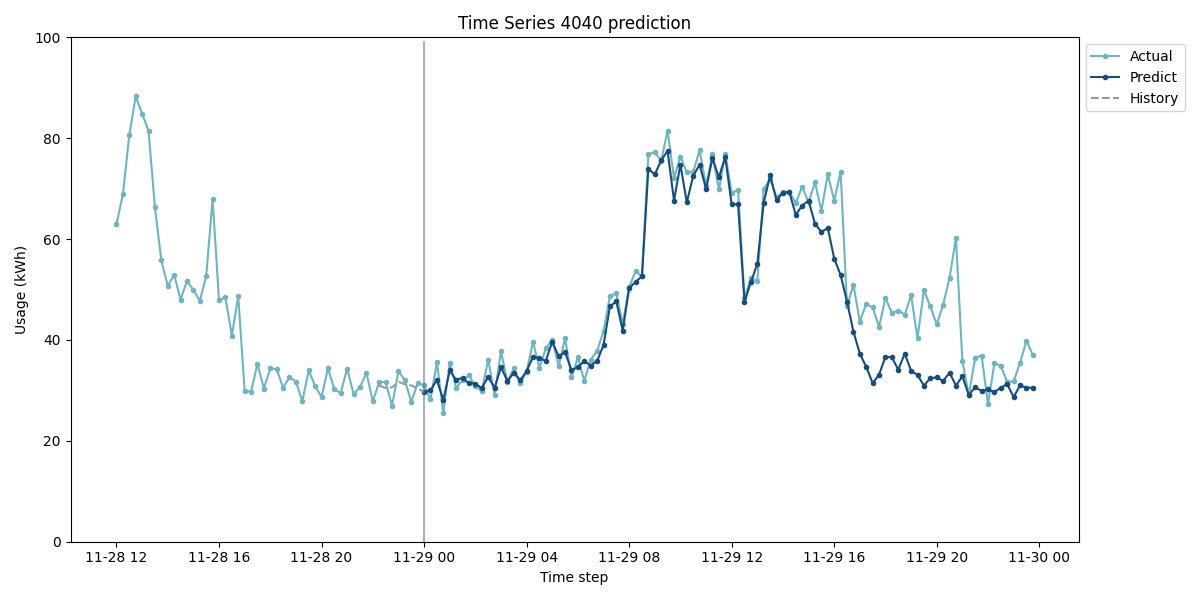 Time Series 4040 prediction
100
80
60
40
20
0
Usage (kWh)
11-28 12
11-28 16
11-28 20
11-29 00
11-29 04
11-29 08
11-29 12
11-29 16
11-29 20
11-30 00
Time step
Actual
Predict
History